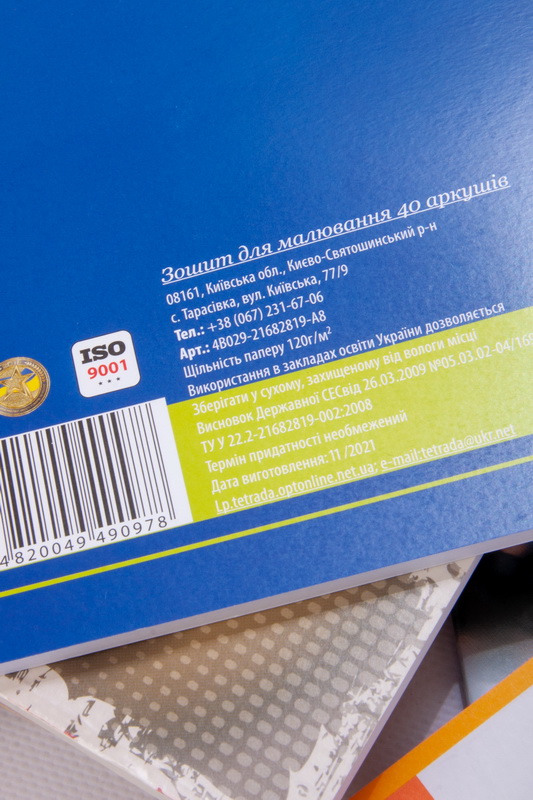 Зошит для малювання 40 аркушів
08161, Київська обл., Києво-Святошинський р-н
с. Тарасівка, вул. Київська, 77/9
Тел.: +38 (067) 231-67-06
Арт.: 4В029-21682819-А8
Щільність паперу 120г/м²
Використання в закладах освіти України дозволяється
Зберігати у сухому, захищеному від вологи місці
Висновок Державної СЕСвід 26.03.2009 №05.03.02-04/165
ТУ У 22.2-21682819-002:2008
Термін придатності необмежений
Дата виготовлення: 11 /2021
Lp.tetrada.optonline.net.ua; e-mail:tetrada@ukr.net
ISO
9001
4820049 490978